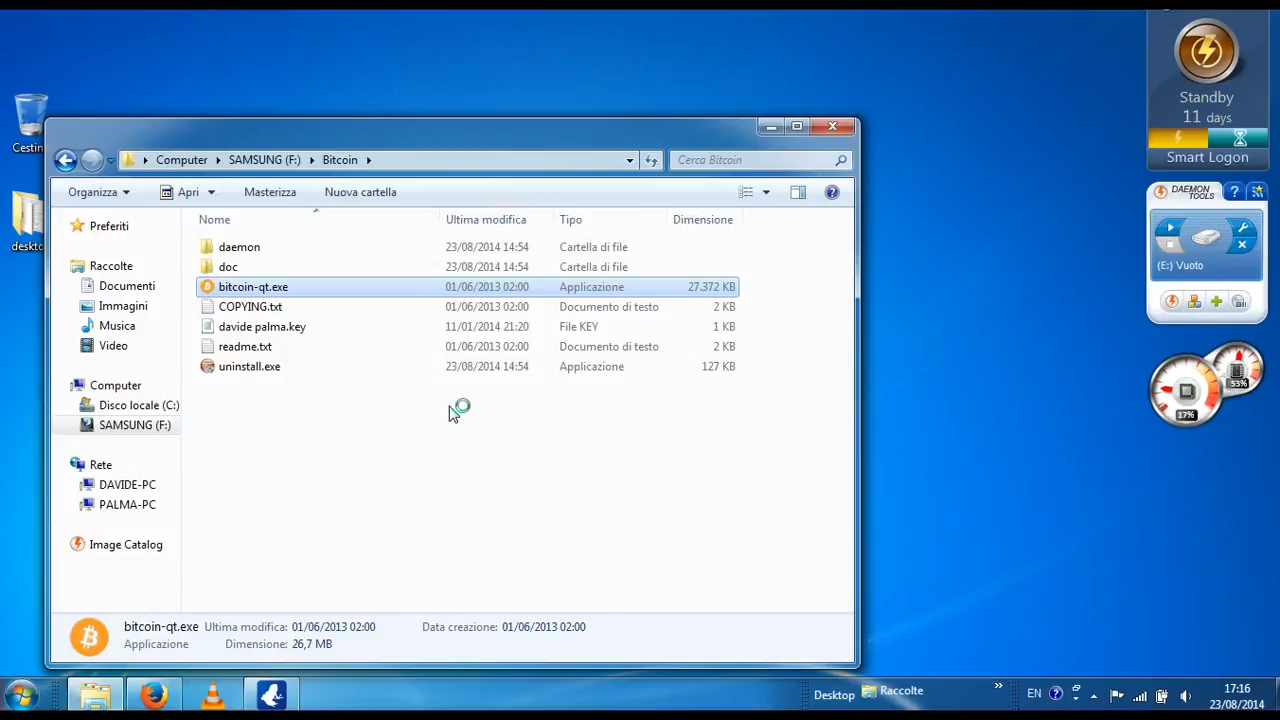 Cestin
deskto
Computer SAMSUNG (F:) Bitcoin
Cerca Bitcoin
Organizza Apri Masterizza Nuova cartella
Nome Ultima modifica Tipo Dimensione
daemon 23/08/2014 14:54 Cartella di file
doc 23/08/2014 14:54 Cartella di file
bitcoin-qt.exe 01/06/2013 02:00 Applicazione 27.372 KB
COPYING.txt 01/06/2013 02:00 Documento di testo 2 KB
davide palma.key 11/01/2014 21:20 File KEY 1 KB
readme.txt 01/06/2013 02:00 Documento di testo 2 KB
uninstall.exe 23/08/2014 14:54 Applicazione 127 KB
Preferiti
Raccolte
Documenti
Immagini
Musica
Video
Computer
Disco locale (C:)
SAMSUNG (F:)
Rete
DAVIDE-PC
PALMA-PC
Image Catalog
bitcoin-qt.exe Ultima modifica: 01/06/2013 02:00 Data creazione: 01/06/2013 02:00
Applicazione Dimensione: 26,7 MB
Standby
11 days
Smart Logon
DAEMON
TOOLS
(E:) Vuoto
53%
17%
Desktop Raccolte » EN 17:16
23/08/2014